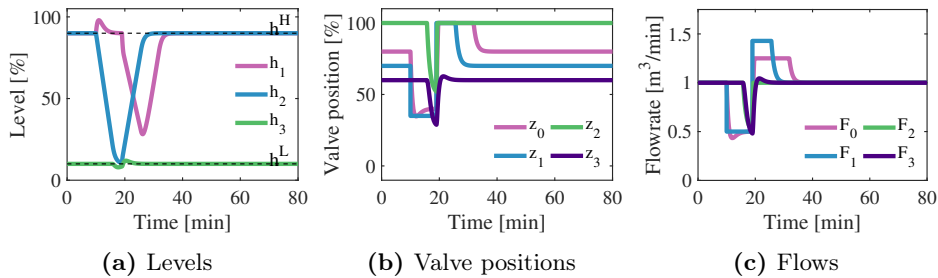 100
50
0
Level [%]
h^H
h_1
h_2
h_3
h^L
0 20 40 60 80
Time [min]
(a) Levels
100
50
0
Valve position [%]
z_0 z_2
z_1 z_3
0 20 40 60 80
Time [min]
(b) Valve positions
1.5
1
0.5
0
Flowrate [m³/min]
F_0 F_2
F_1 F_3
0 20 40 60 80
Time [min]
(c) Flows